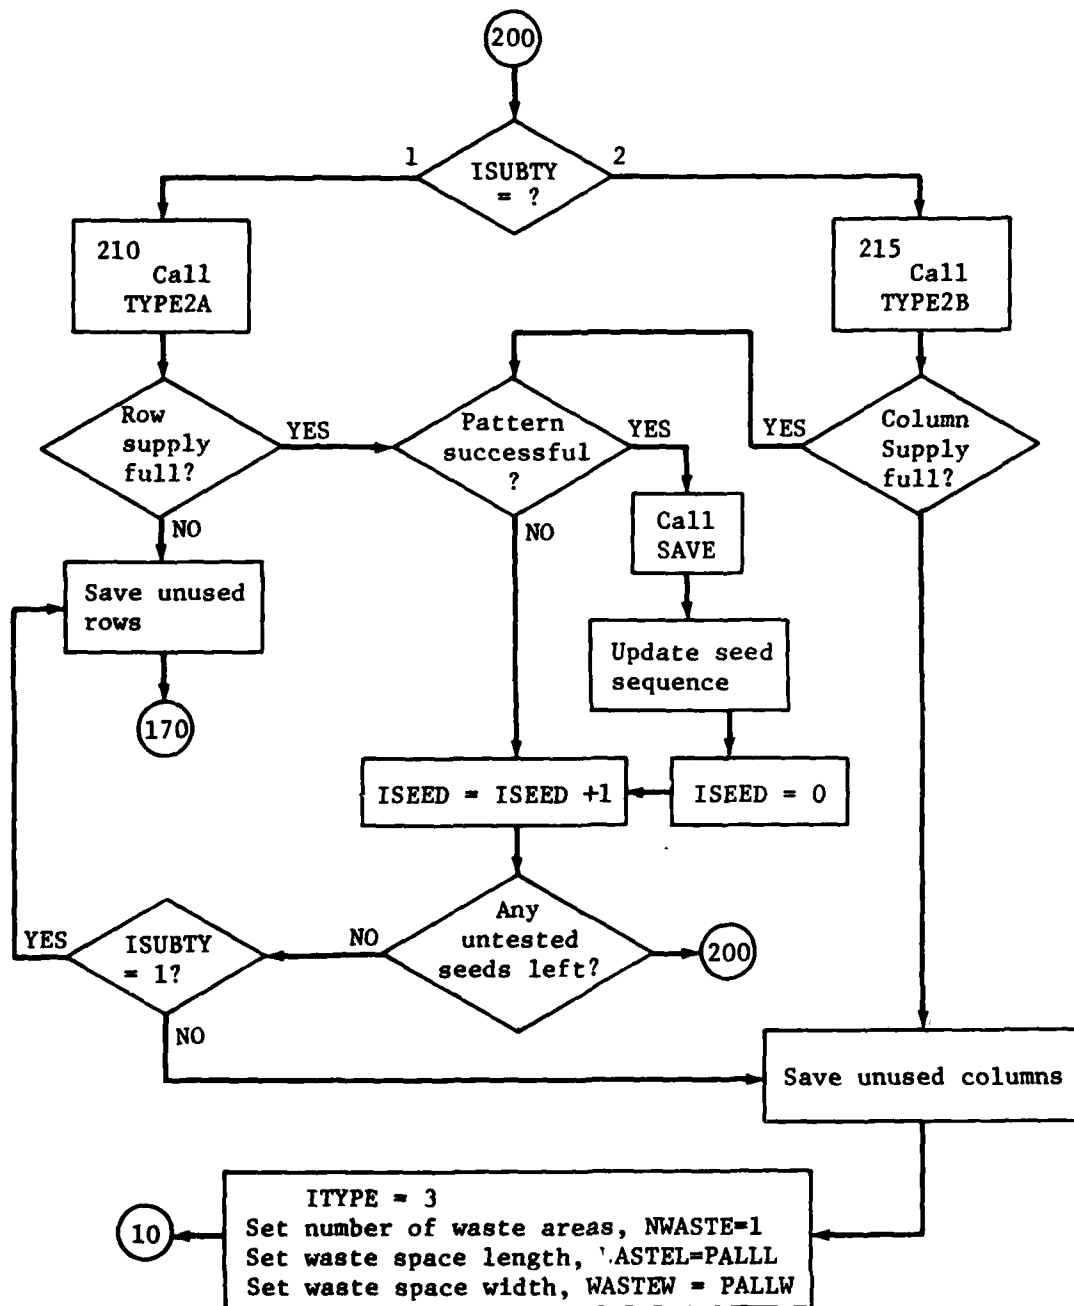 200
1
ISUBTY
= ?
2
210
Call
TYPE2A
215
Call
TYPE2B
Row
supply
full?
YES
Pattern
successful
?
YES
YES
Column
Supply
full?
NO
NO
Call
SAVE
Save unused
rows
Update seed
sequence
170
ISEED = ISEED +1
ISEED = 0
Any
untested
seeds left?
YES
ISUBTY
= 1?
NO
200
NO
Save unused columns
ITYPE = 3
Set number of waste areas, NWASTE=1
Set waste space length, ASTEL=PALLL
Set waste space width, WASTEW = PALLW
10